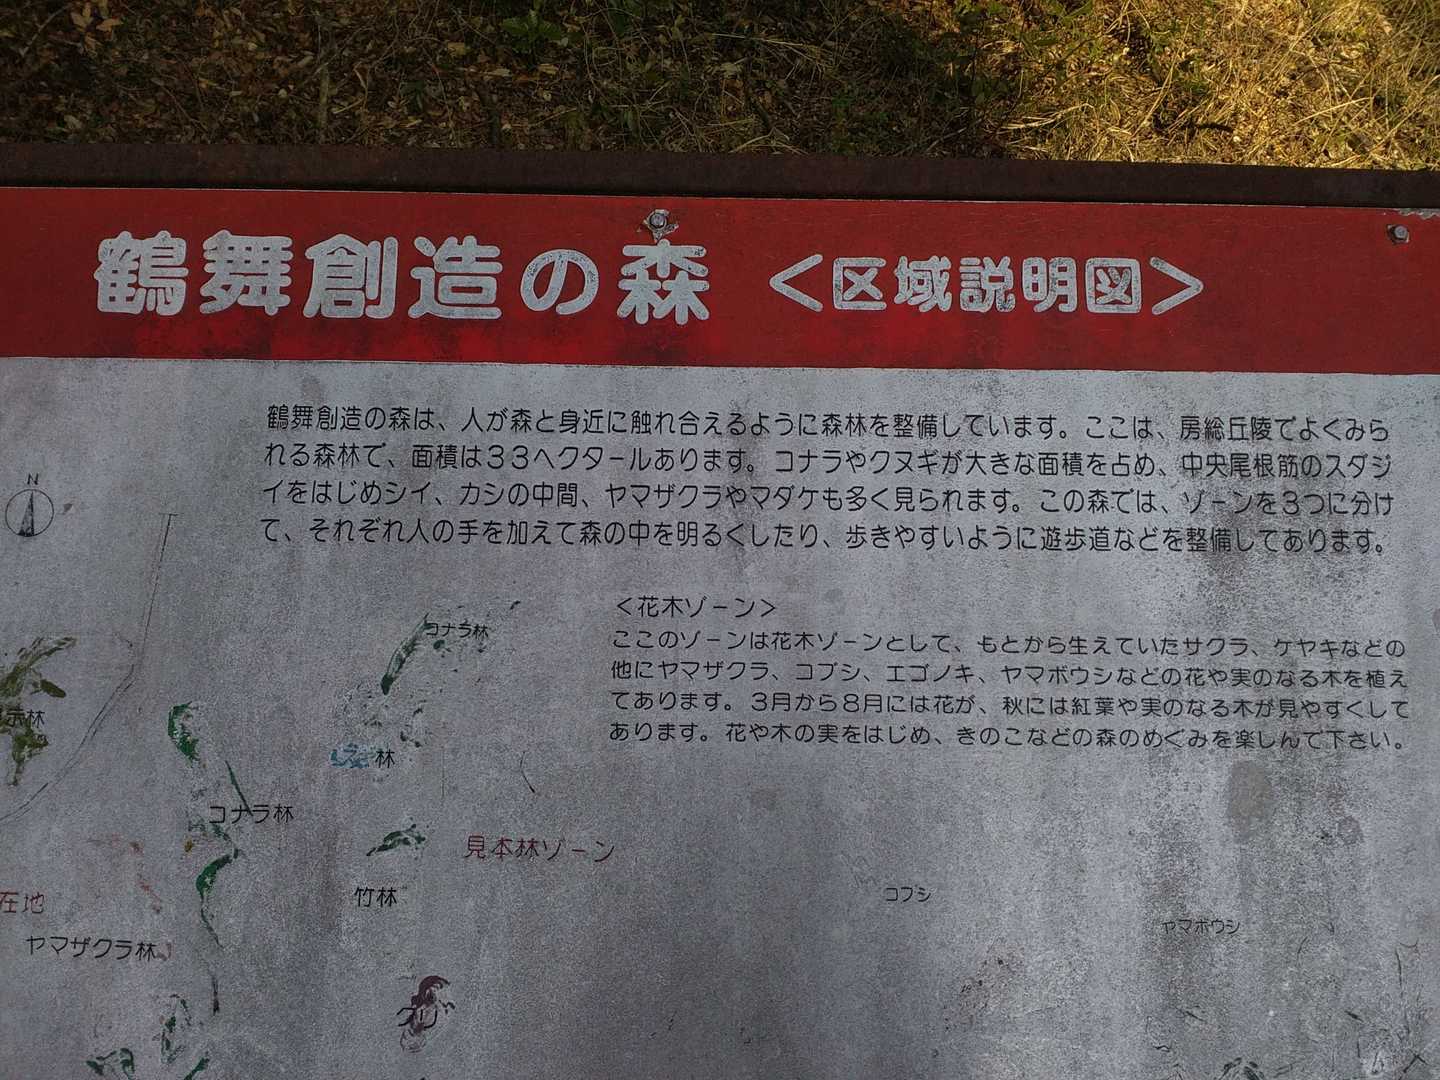 鶴舞創造の森 <区域説明図>
鶴舞創造の森は、人が森と身近に触れ合えるように森林を整備しています。ここは、房総丘陵でよくみら
れる森林で、面積は33ヘクタールあります。コナラやクヌギが大きな面積を占め、中央尾根筋のスダジ
イをはじめシイ、カシの中間、ヤマザクラやマダケも多く見られます。この森では、ゾーンを3つに分け
て、それぞれ人の手を加えて森の中を明るくしたり、歩きやすいように遊歩道などを整備してあります。
N
<花木ゾーン>
ここのゾーンは花木ゾーンとして、もとから生えていたサクラ、ケヤキなどの
他にヤマザクラ、コブシ、エゴノキ、ヤマボウシなどの花や実のなる木を植え
てあります。3月から8月には花が、秋には紅葉や実のなる木が見やすくして
あります。花や木の実をはじめ、きのこなどの森のめぐみを楽しんで下さい。
コナラ林
示林
林
コナラ林
見本林ゾーン
竹林
在地
ヤマザクラ林
コブシ
ヤマボウシ